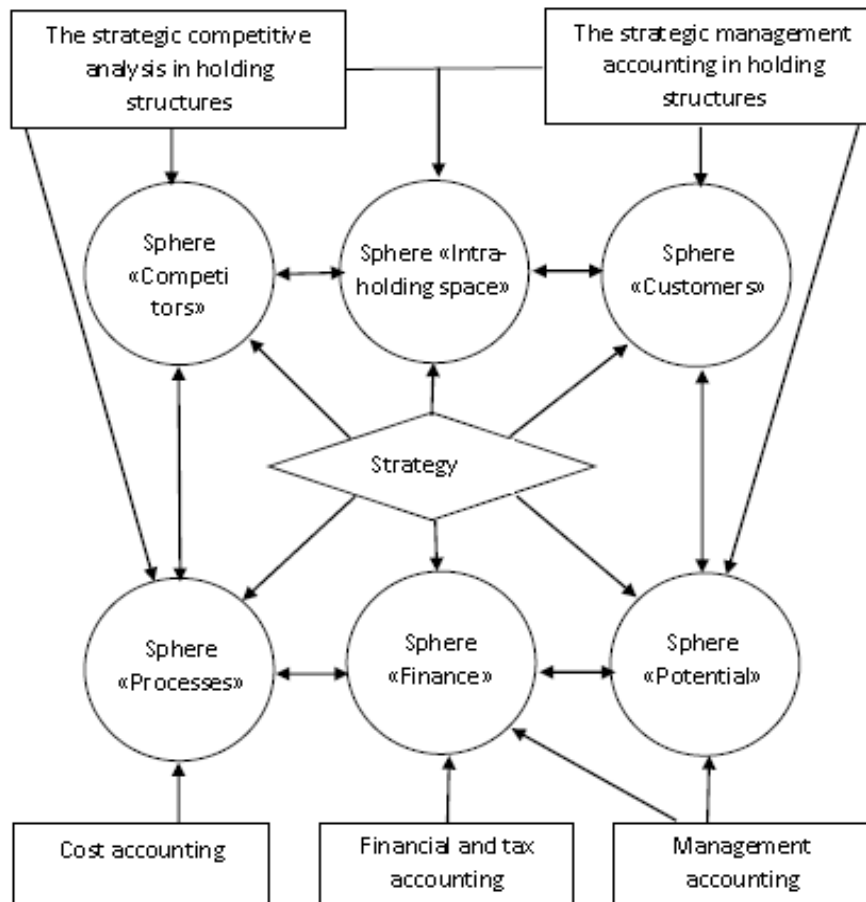 The strategic competitive
analysis in holding
structures
The strategic management
accounting in holding
structures
Sphere
«Competi
tors»
Sphere «Intra-
holding space»
Sphere
«Customers»
Strategy
Sphere
«Processes»
Sphere
«Finance»
Sphere
«Potential»
Cost accounting
Financial and tax
accounting
Management
accounting